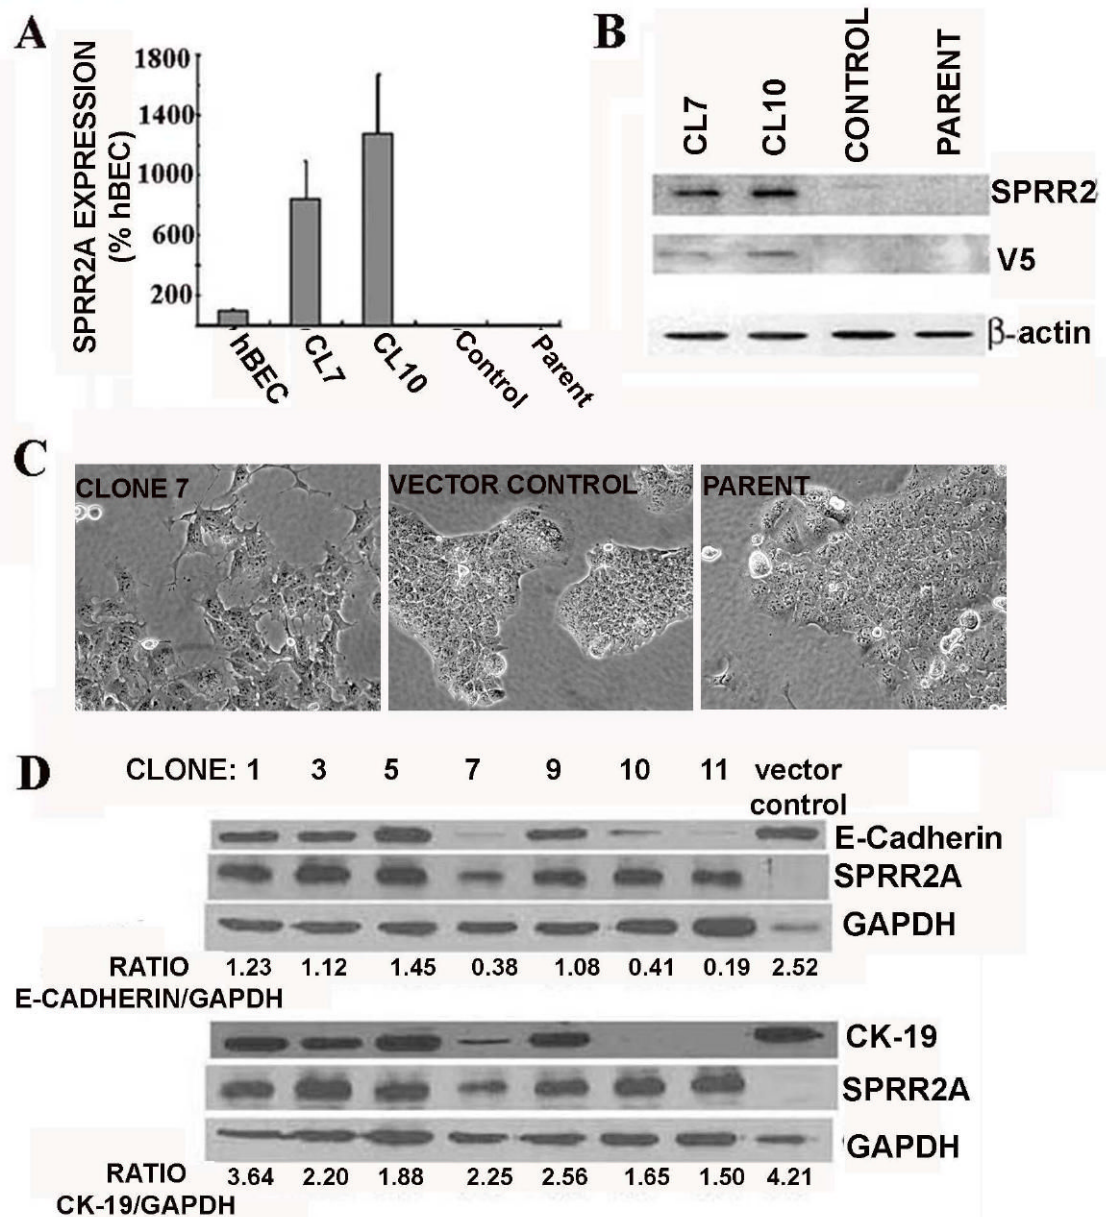 A
SPRR2A EXPRESSION
(% hBEC)
1800
1400
1000
600
200
hBEC
CL7
CL10
Control
Parent
B
CL7
CL10
CONTROL
PARENT
SPRR2
V5
β-actin
C
CLONE 7
VECTOR CONTROL
PARENT
D
CLONE: 1 3 5 7 9 10 11 vector
control
E-Cadherin
SPRR2A
GAPDH
RATIO 1.23 1.12 1.45 0.38 1.08 0.41 0.19 2.52
E-CADHERIN/GAPDH
CK-19
SPRR2A
GAPDH
RATIO 3.64 2.20 1.88 2.25 2.56 1.65 1.50 4.21
CK-19/GAPDH